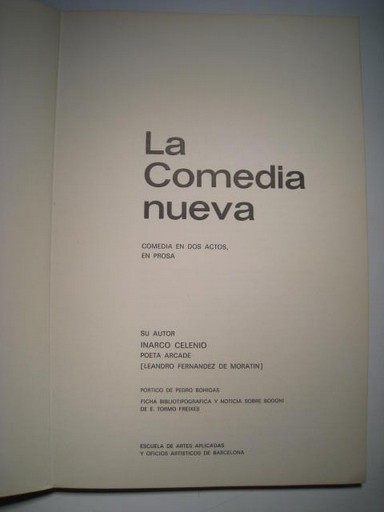 La
Comedia
nueva
COMEDIA EN DOS ACTOS,
EN PROSA
SU AUTOR
INARCO CELENIO
POETA ARCADE
[LEANDRO FERNANDEZ DE MORATIN]
PORTICO DE PEDRO BOHIGAS
FICHA BIBLIOTIPOGRAFICA Y NOTICIA SOBRE BODONI
DE E. TORMO FREIXES
ESCUELA DE ARTES APLICADAS
Y OFICIOS ARTISTICOS DE BARCELONA